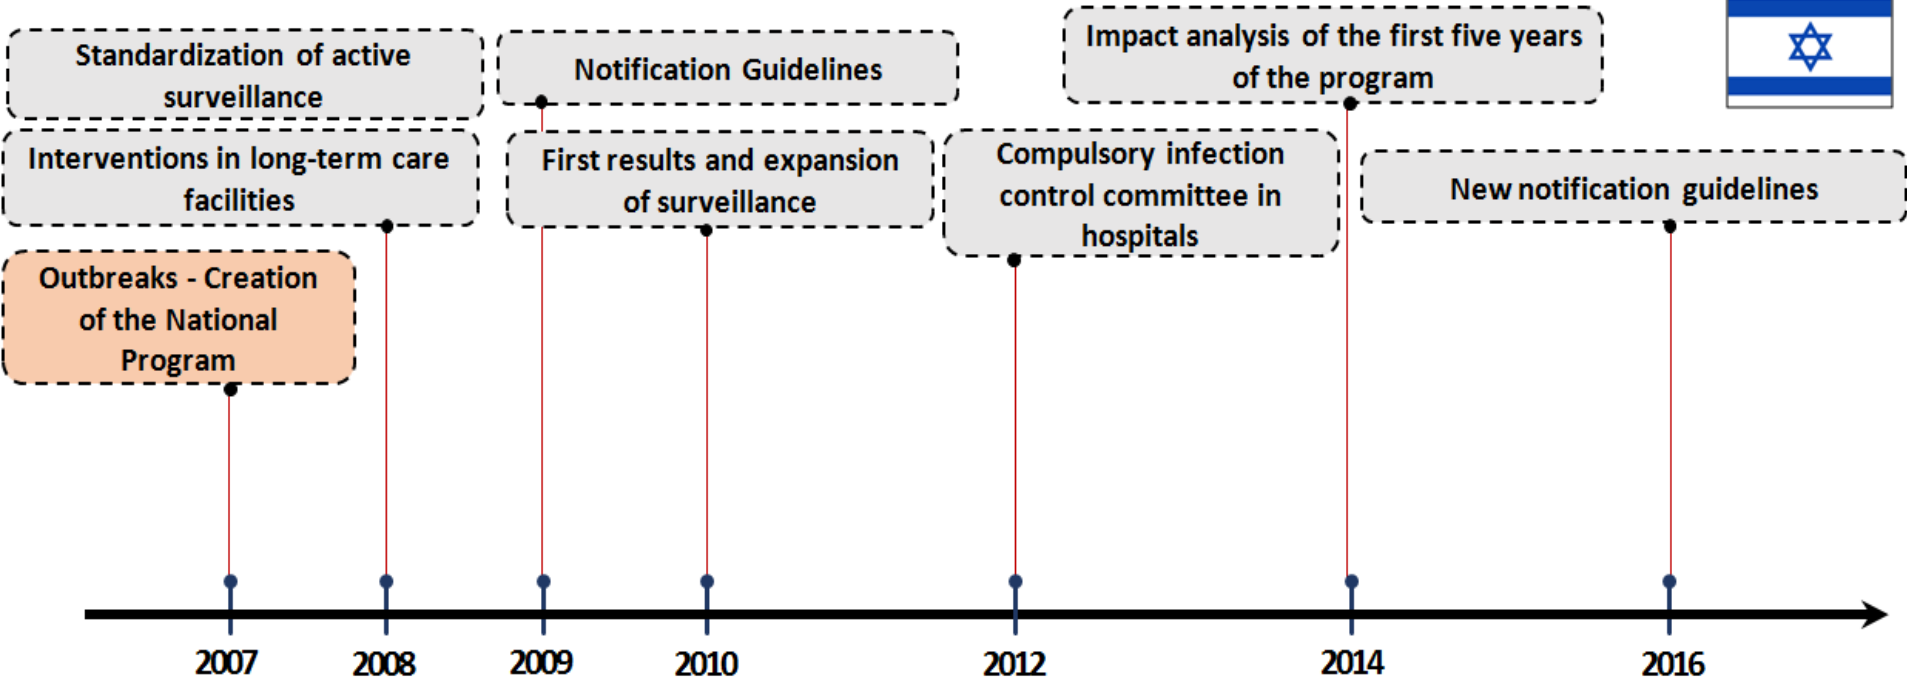 Standardization of active
surveillance
Interventions in long-term care
facilities
Outbreaks - Creation
of the National
Program
Notification Guidelines
First results and expansion
of surveillance
Compulsory infection
control committee in
hospitals
Impact analysis of the first five years
of the program
New notification guidelines
2007
2008
2009
2010
2012
2014
2016